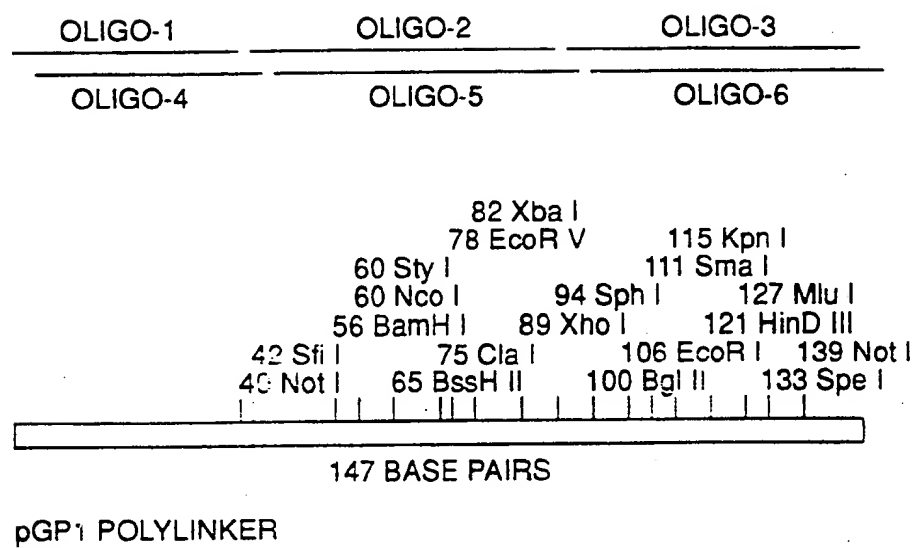 OLIGO-1 OLIGO-2 OLIGO-3
OLIGO-4 OLIGO-5 OLIGO-6
82 Xba I
78 EcoR V 115 Kpn I
60 Sty I 111 Sma I
60 Nco I 94 Sph I 127 Mlu I
56 BamH I 89 Xho I 121 HinD III
42 Sfi I 75 Cla I 106 EcoR I 139 Not I
Not I 65 BssH II 100 Bgl II 133 Spe I
147 BASE PAIRS
pGP1 POLYLINKER